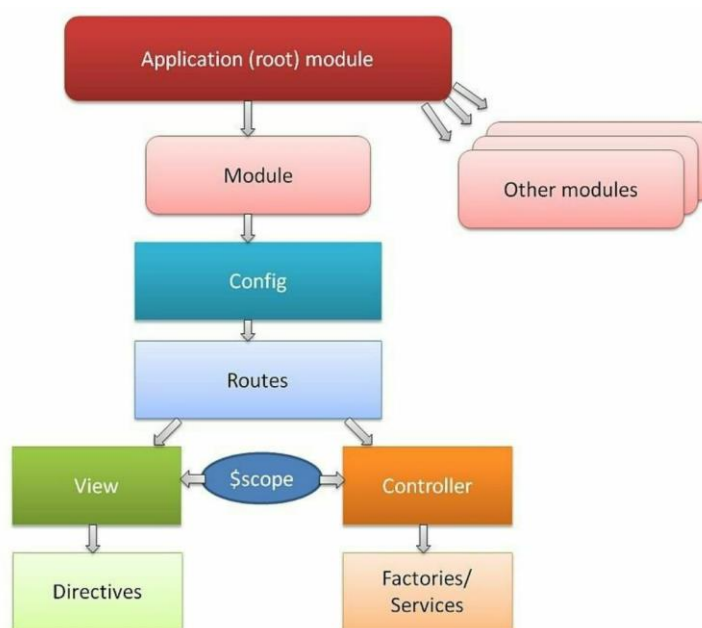 Application (root) module
Module
Other modules
Config
Routes
View
$scope
Controller
Directives
Factories/
Services